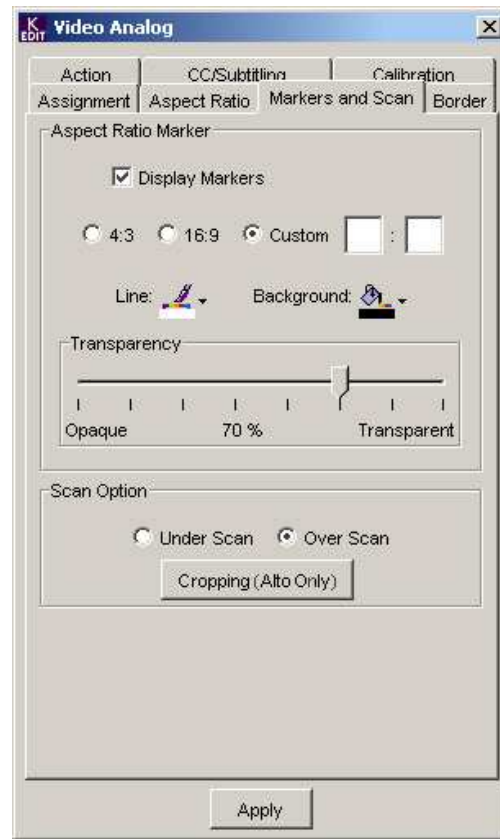 K EDIT Video Analog
Action CC/Subtitling Calibration
Assignment Aspect Ratio Markers and Scan Border
Aspect Ratio Marker
Display Markers
4:3 16:9 Custom :
Line: Background:
Transparency
Opaque 70 % Transparent
Scan Option
Under Scan Over Scan
Cropping (Alto Only)
Apply